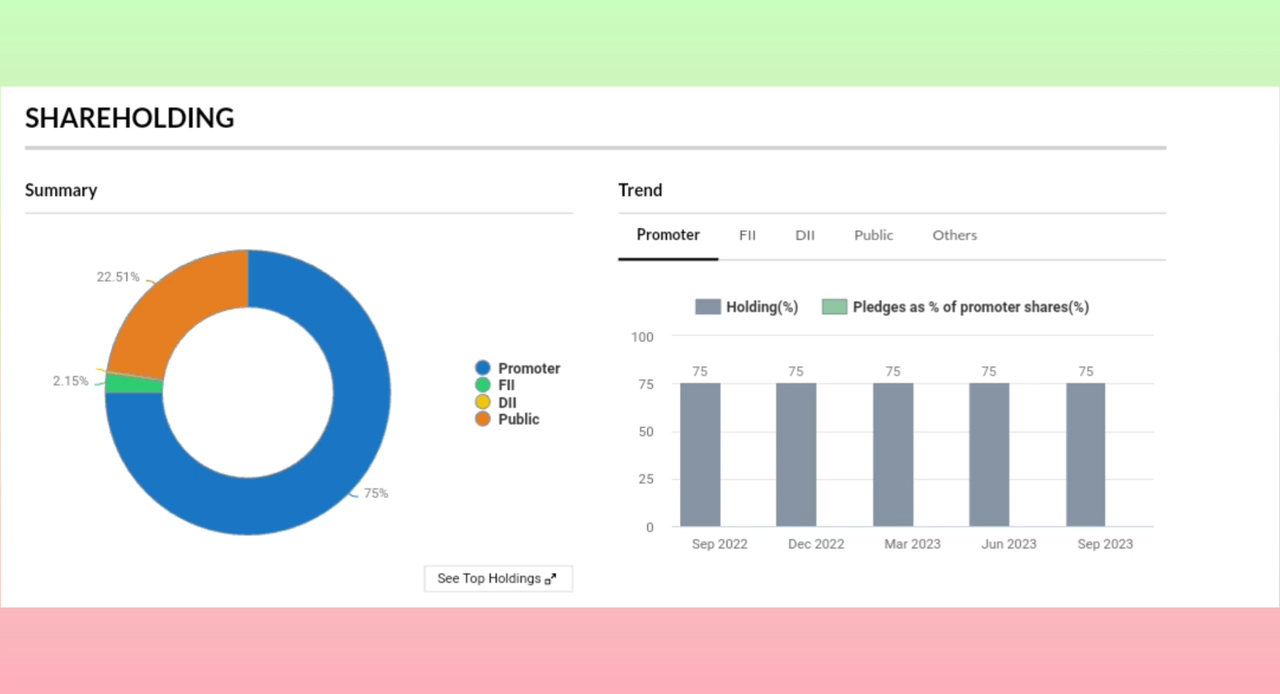 SHAREHOLDING
Summary
22.51%
2.15%
75%
Promoter
FII
DII
Public
See Top Holdings
Trend
Promoter FII DII Public Others
Holding(%) Pledges as % of promoter shares(%)
100
75
50
25
0
75 75 75 75 75
Sep 2022 Dec 2022 Mar 2023 Jun 2023 Sep 2023